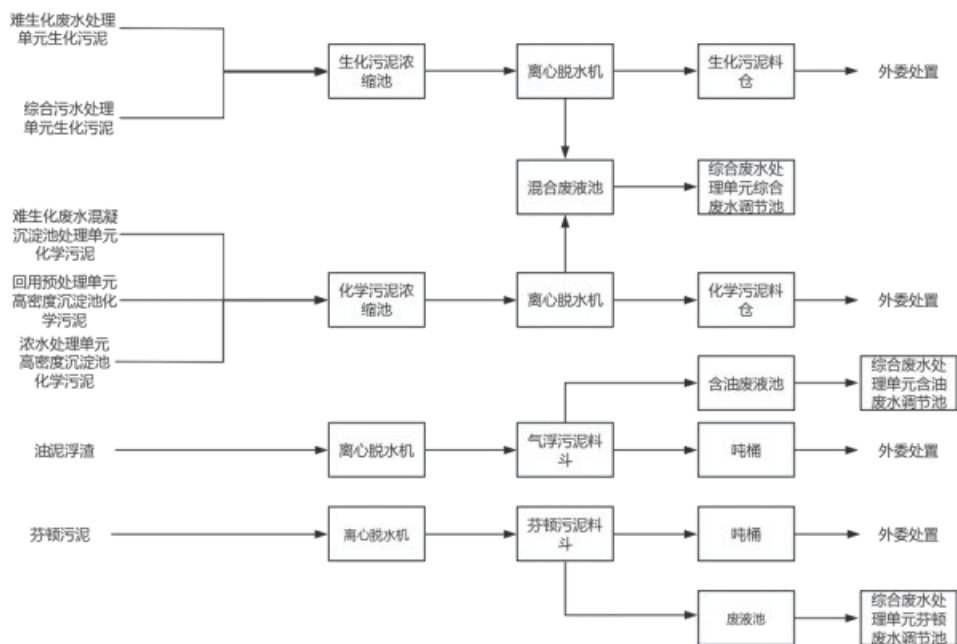 难生化废水处理
单元生化污泥
综合污水处理
单元生化污泥
生化污泥浓
缩池
离心脱水机
生化污泥料
仓
外委处置
混合废液池
综合废水处
理单元综合
废水调节池
难生化废水混凝
沉淀池处理单元
化学污泥
回用预处理单元
高密度沉淀池化
学污泥
浓水处理单元
高密度沉淀池
化学污泥
化学污泥浓
缩池
离心脱水机
化学污泥料
仓
外委处置
含油废液池
综合废水处
理单元含油
废水调节池
油泥浮渣
离心脱水机
气浮污泥料
斗
吨桶
外委处置
芬顿污泥
离心脱水机
芬顿污泥料
斗
吨桶
外委处置
废液池
综合废水处
理单元芬顿
废水调节池